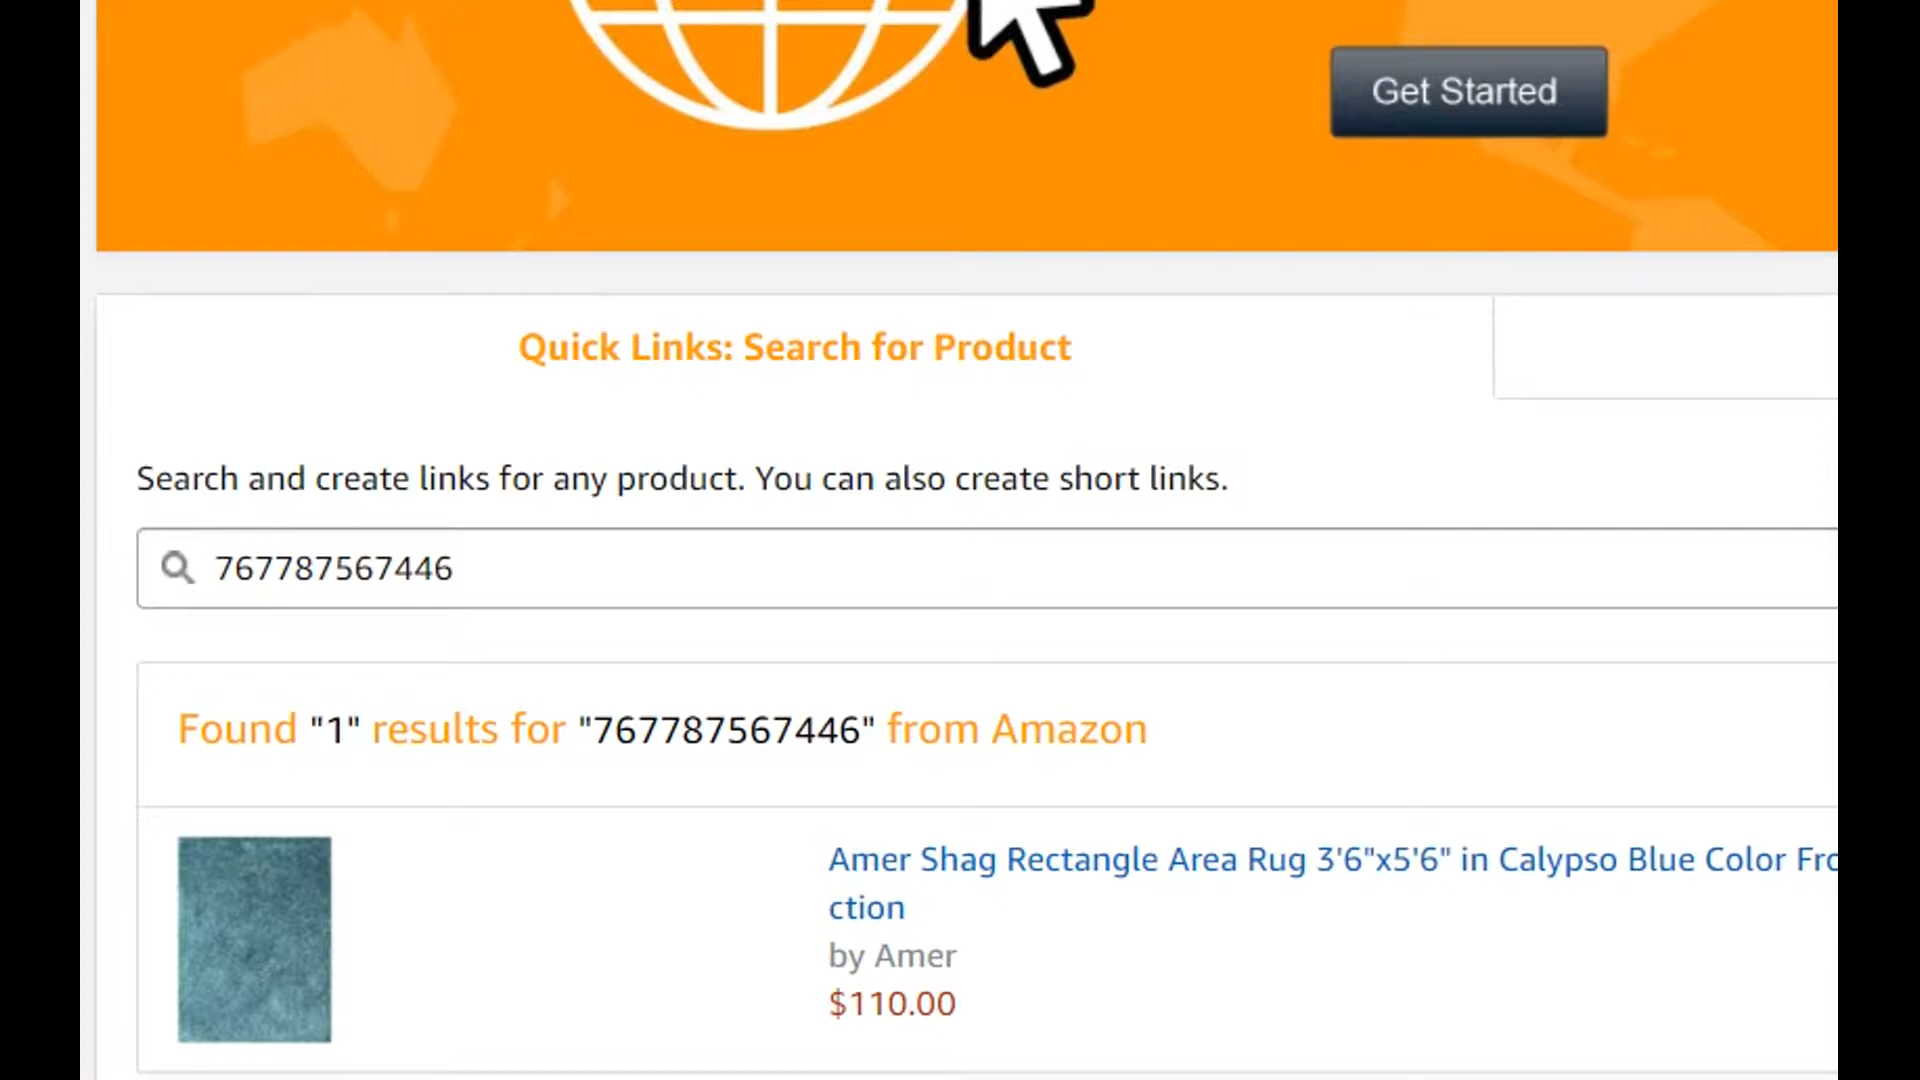 Get Started
Quick Links: Search for Product
Search and create links for any product. You can also create short links.
767787567446
Found "1" results for "767787567446" from Amazon
Amer Shag Rectangle Area Rug 3'6"x5'6" in Calypso Blue Color
ction
by Amer
$110.00